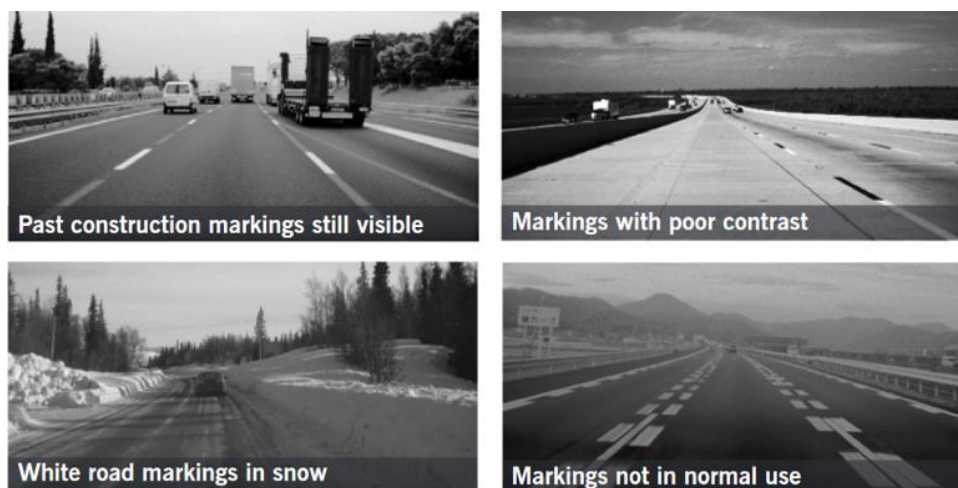 Past construction markings still visible
Markings with poor contrast
White road markings in snow
Markings not in normal use